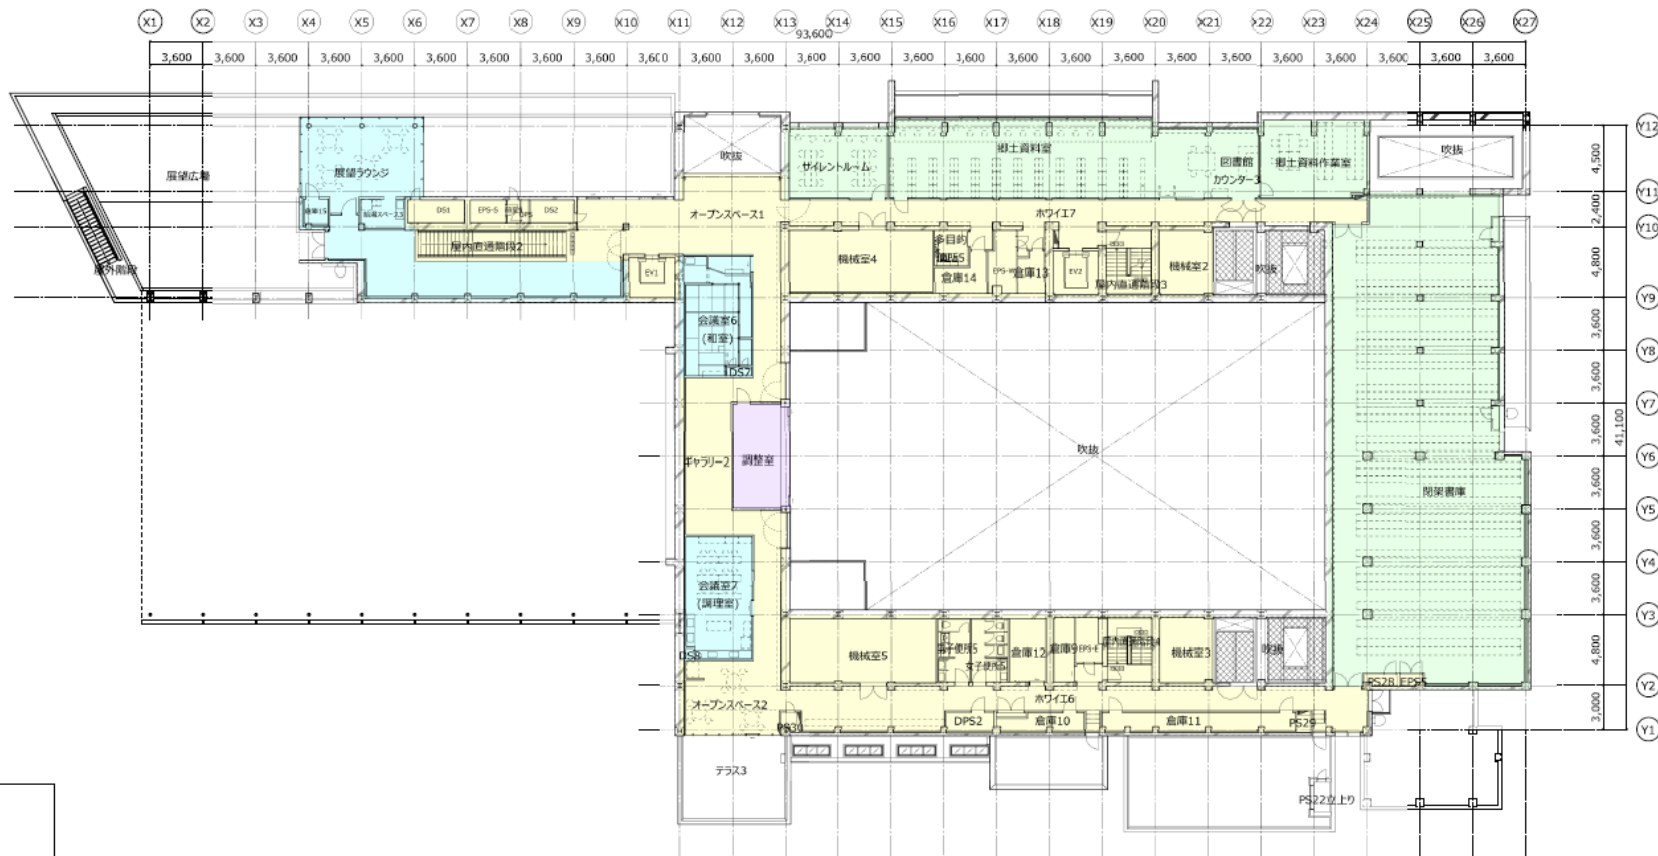 X1 X2 X3 X4 X5 X6 X7 X8 X9 X10 X11 X12 X13 X14 X15 X16 X17 X18 X19 X20 X21 X22 X23 X24 X25 X26 X27
93,600
3,600 3,600 3,600 3,600 3,600 3,600 3,600 3,600 3,600 3,600 3,600 3,600 3,600 3,600 3,600 3,600 3,600 3,600 3,600 3,600 3,600 3,600 3,600 3,600 3,600 3,600
Y12
4,500
Y11
2,400
Y10
4,800
Y9
3,600
Y8
3,600
Y7
3,600
41,100
Y6
3,600
Y5
3,600
Y4
3,600
Y3
4,800
Y2
3,000
Y1
展望広場
展望ラウンジ
吹抜
サイレントルーム
郷土資料室
図書館
カウンター3
郷土資料作業室
吹抜
倉庫15
DS1
EPS-S
DS2
オープンスペース1
ホワイエ7
屋内直通階段2
屋外階段
EV1
機械室4
多目的
便所5
倉庫14
倉庫13
EV2
屋内直通階段3
機械室2
吹抜
会議室6
(和室)
DS7
ギャラリー2
調整室
吹抜
閉架書庫
会議室7
(調理室)
DS8
機械室5
女子便所5
倉庫12
倉庫9
EPS-E
機械室3
吹抜
PS28
EPS5
オープンスペース2
ホワイエ6
PS30
DPS2
倉庫10
倉庫11
PS29
テラス3
PS22立上り